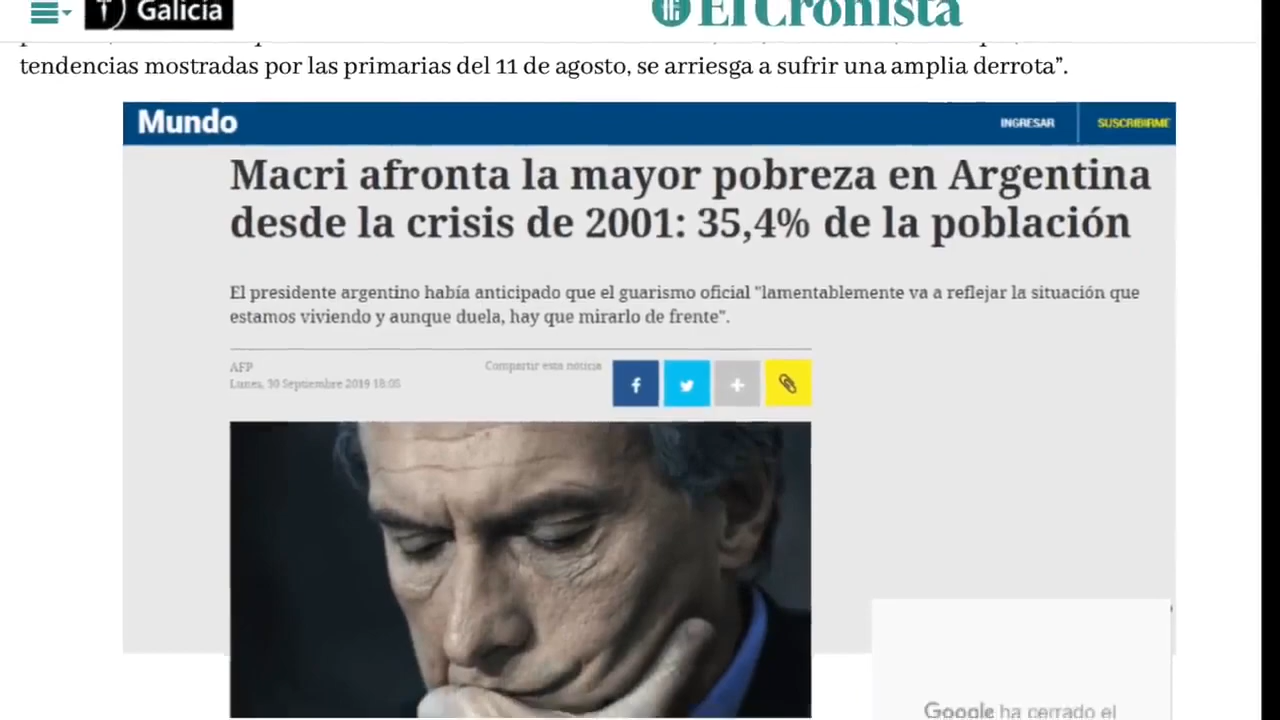 Galicia
El Cronista
tendencias mostradas por las primarias del 11 de agosto, se arriesga a sufrir una amplia derrota”.
Mundo
INGRESAR
SUSCRIBIRME
Macri afronta la mayor pobreza en Argentina
desde la crisis de 2001: 35,4% de la población
El presidente argentino había anticipado que el guarismo oficial "lamentablemente va a reflejar la situación que
estamos viviendo y aunque duela, hay que mirarlo de frente".
AFP
Compartir esta noticia
Lunes, 30 Septiembre 2019 18:05
Google ha cerrado el